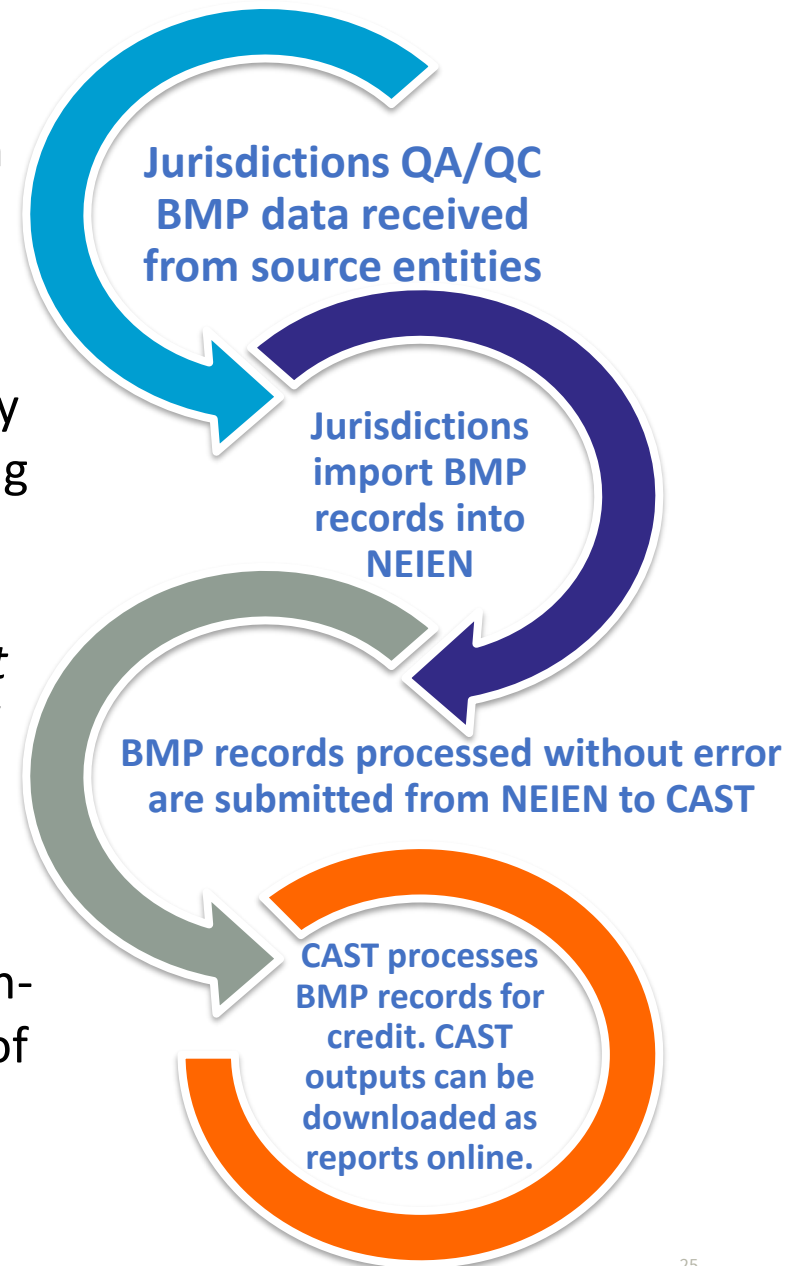 Jurisdictions QA/QC
BMP data received
from source entities
y
g
Jurisdictions
import BMP
records into
NEIEN
t
BMP records processed without error
are submitted from NEIEN to CAST
n-
of
CAST processes
BMP records for
credit. CAST
outputs can be
downloaded as
reports online.
25